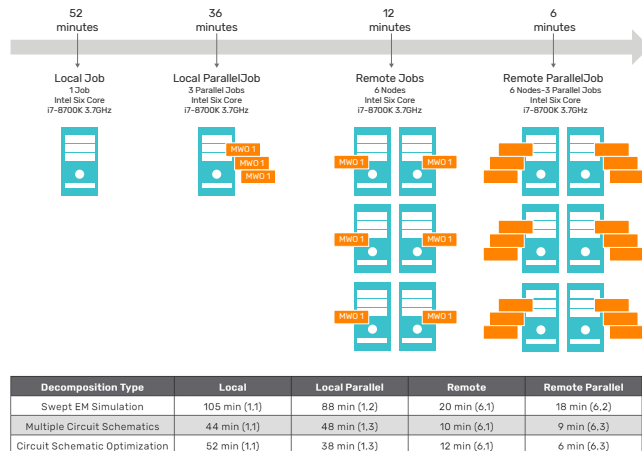 52
minutes
36
minutes
12
minutes
6
minutes
Local Job
1 Job
Intel Six Core
i7-8700K 3.7GHz
Local ParallelJob
3 Parallel Jobs
Intel Six Core
i7-8700K 3.7GHz
Remote Jobs
6 Nodes
Intel Six Core
i7-8700K 3.7GHz
Remote ParallelJob
6 Nodes-3 Parallel Jobs
Intel Six Core
i7-8700K 3.7GHz
MWO 1
MWO 1
MWO 1
MWO 1
MWO 1
MWO 1
MWO 1
MWO 1
MWO 1
Decomposition Type Local Local Parallel Remote Remote Parallel
Swept EM Simulation 105 min (1,1) 88 min (1,2) 20 min (6,1) 18 min (6,2)
Multiple Circuit Schematics 44 min (1,1) 48 min (1,3) 10 min (6,1) 9 min (6,3)
Circuit Schematic Optimization 52 min (1,1) 38 min (1,3) 12 min (6,1) 6 min (6,3)